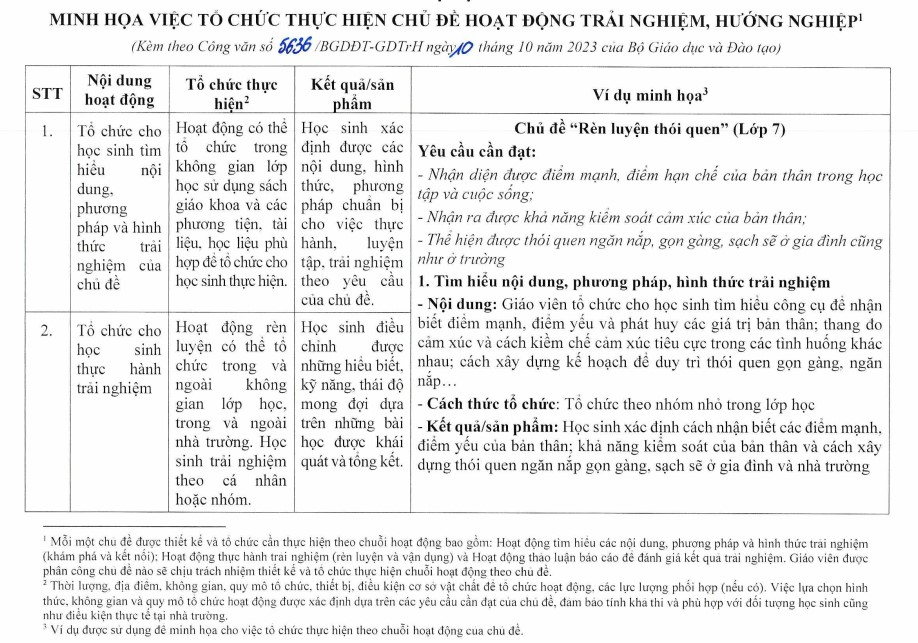 MINH HỌA VIỆC TỔ CHỨC THỰC HIỆN CHỦ ĐỀ HOẠT ĐỘNG TRẢI NGHIỆM, HƯỚNG NGHIỆP¹
(Kèm theo Công văn số 5636 /BGDĐT-GDTrH ngày 10 tháng 10 năm 2023 của Bộ Giáo dục và Đào tạo)
STT
Nội dung
hoạt động
Tổ chức thực
hiện²
Kết quả/sản
phẩm
Ví dụ minh họa³
1.
Tổ chức cho
học sinh tìm
hiểu nội
dung,
phương
pháp và hình
thức trải
nghiệm của
chủ đề
Hoạt động có thể
tổ chức trong
không gian lớp
học sử dụng sách
giáo khoa và các
phương tiện, tài
liệu, học liệu phù
hợp để tổ chức cho
học sinh thực hiện.
Học sinh xác
định được các
nội dung, hình
thức, phương
pháp chuẩn bị
cho việc thực
hành, luyện
tập, trải nghiệm
theo yêu cầu
của chủ đề.
2.
Tổ chức cho
học sinh
thực hành
trải nghiệm
Hoạt động rèn
luyện có thể tổ
chức trong và
ngoài không
gian lớp học,
trong và ngoài
nhà trường. Học
sinh trải nghiệm
theo cá nhân
hoặc nhóm.
Học sinh điều
chỉnh được
những hiểu biết,
kỹ năng, thái độ
mong đợi dựa
trên những bài
học được khái
quát và tổng kết.
Chủ đề “Rèn luyện thói quen” (Lớp 7)
Yêu cầu cần đạt:
- Nhận diện được điểm mạnh, điểm hạn chế của bản thân trong học
tập và cuộc sống;
- Nhận ra được khả năng kiểm soát cảm xúc của bản thân;
- Thể hiện được thói quen ngăn nắp, gọn gàng, sạch sẽ ở gia đình cũng
như ở trường
1. Tìm hiểu nội dung, phương pháp, hình thức trải nghiệm
- Nội dung: Giáo viên tổ chức cho học sinh tìm hiểu công cụ để nhận
biết điểm mạnh, điểm yếu và phát huy các giá trị bản thân; thang đo
cảm xúc và cách kiềm chế cảm xúc tiêu cực trong các tình huống khác
nhau; cách xây dựng kế hoạch để duy trì thói quen gọn gàng, ngăn
nắp…
- Cách thức tổ chức: Tổ chức theo nhóm nhỏ trong lớp học
- Kết quả/sản phẩm: Học sinh xác định cách nhận biết các điểm mạnh,
điểm yếu của bản thân; khả năng kiểm soát của bản thân và cách xây
dựng thói quen ngăn nắp gọn gàng, sạch sẽ ở gia đình và nhà trường
¹ Mỗi một chủ đề được thiết kế và tổ chức cần thực hiện theo chuỗi hoạt động bao gồm: Hoạt động tìm hiểu các nội dung, phương pháp và hình thức trải nghiệm
(khám phá và kết nối); Hoạt động thực hành trải nghiệm (rèn luyện và vận dụng) và Hoạt động thảo luận báo cáo để đánh giá kết quả trải nghiệm. Giáo viên được
phân công chủ đề nào sẽ chịu trách nhiệm thiết kế và tổ chức thực hiện chuỗi hoạt động theo chủ đề.
² Thời lượng, địa điểm, không gian, quy mô tổ chức, thiết bị, điều kiện cơ sở vật chất để tổ chức hoạt động, các lực lượng phối hợp (nếu có). Việc lựa chọn hình
thức, không gian và quy mô tổ chức hoạt động được xác định dựa trên các yêu cầu cần đạt của chủ đề, đảm bảo tính khả thi và phù hợp với đối tượng học sinh cũng
như điều kiện thực tế tại nhà trường.
³ Ví dụ được sử dụng để minh họa cho việc tổ chức thực hiện theo chuỗi hoạt động của chủ đề.